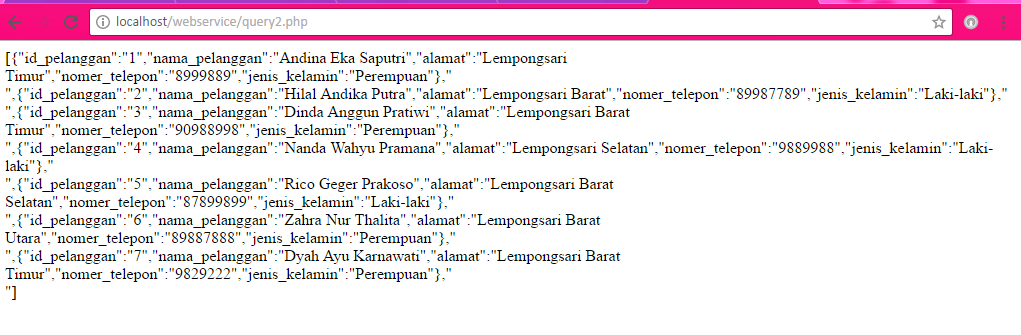 localhost/webservice/query2.php
[{"id_pelanggan":"1","nama_pelanggan":"Andina Eka Saputri","alamat":"Lempongsari
Timur","nomer_telepon":"8999889","jenis_kelamin":"Perempuan"},"
",{"id_pelanggan":"2","nama_pelanggan":"Hilal Andika Putra","alamat":"Lempongsari Barat","nomer_telepon":"89987789","jenis_kelamin":"Laki-laki"},"
",{"id_pelanggan":"3","nama_pelanggan":"Dinda Anggun Pratiwi","alamat":"Lempongsari Barat
Timur","nomer_telepon":"90988998","jenis_kelamin":"Perempuan"},"
",{"id_pelanggan":"4","nama_pelanggan":"Nanda Wahyu Pramana","alamat":"Lempongsari Selatan","nomer_telepon":"9889988","jenis_kelamin":"Laki-
laki"},"
",{"id_pelanggan":"5","nama_pelanggan":"Rico Geger Prakoso","alamat":"Lempongsari Barat
Selatan","nomer_telepon":"87899899","jenis_kelamin":"Laki-laki"},"
",{"id_pelanggan":"6","nama_pelanggan":"Zahra Nur Thalita","alamat":"Lempongsari Barat
Utara","nomer_telepon":"89887888","jenis_kelamin":"Perempuan"},"
",{"id_pelanggan":"7","nama_pelanggan":"Dyah Ayu Karnawati","alamat":"Lempongsari Barat
Timur","nomer_telepon":"9829222","jenis_kelamin":"Perempuan"},"
"]